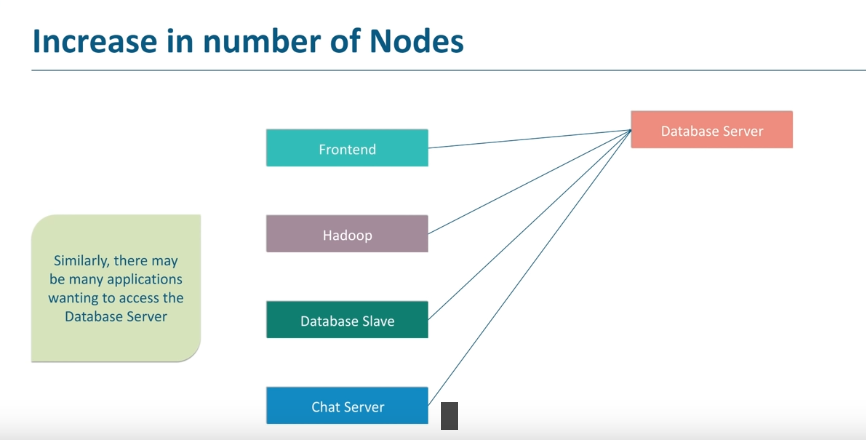 Increase in number of Nodes
Database Server
Frontend
Hadoop
Similarly, there may
be many applications
wanting to access the
Database Server
Database Slave
Chat Server